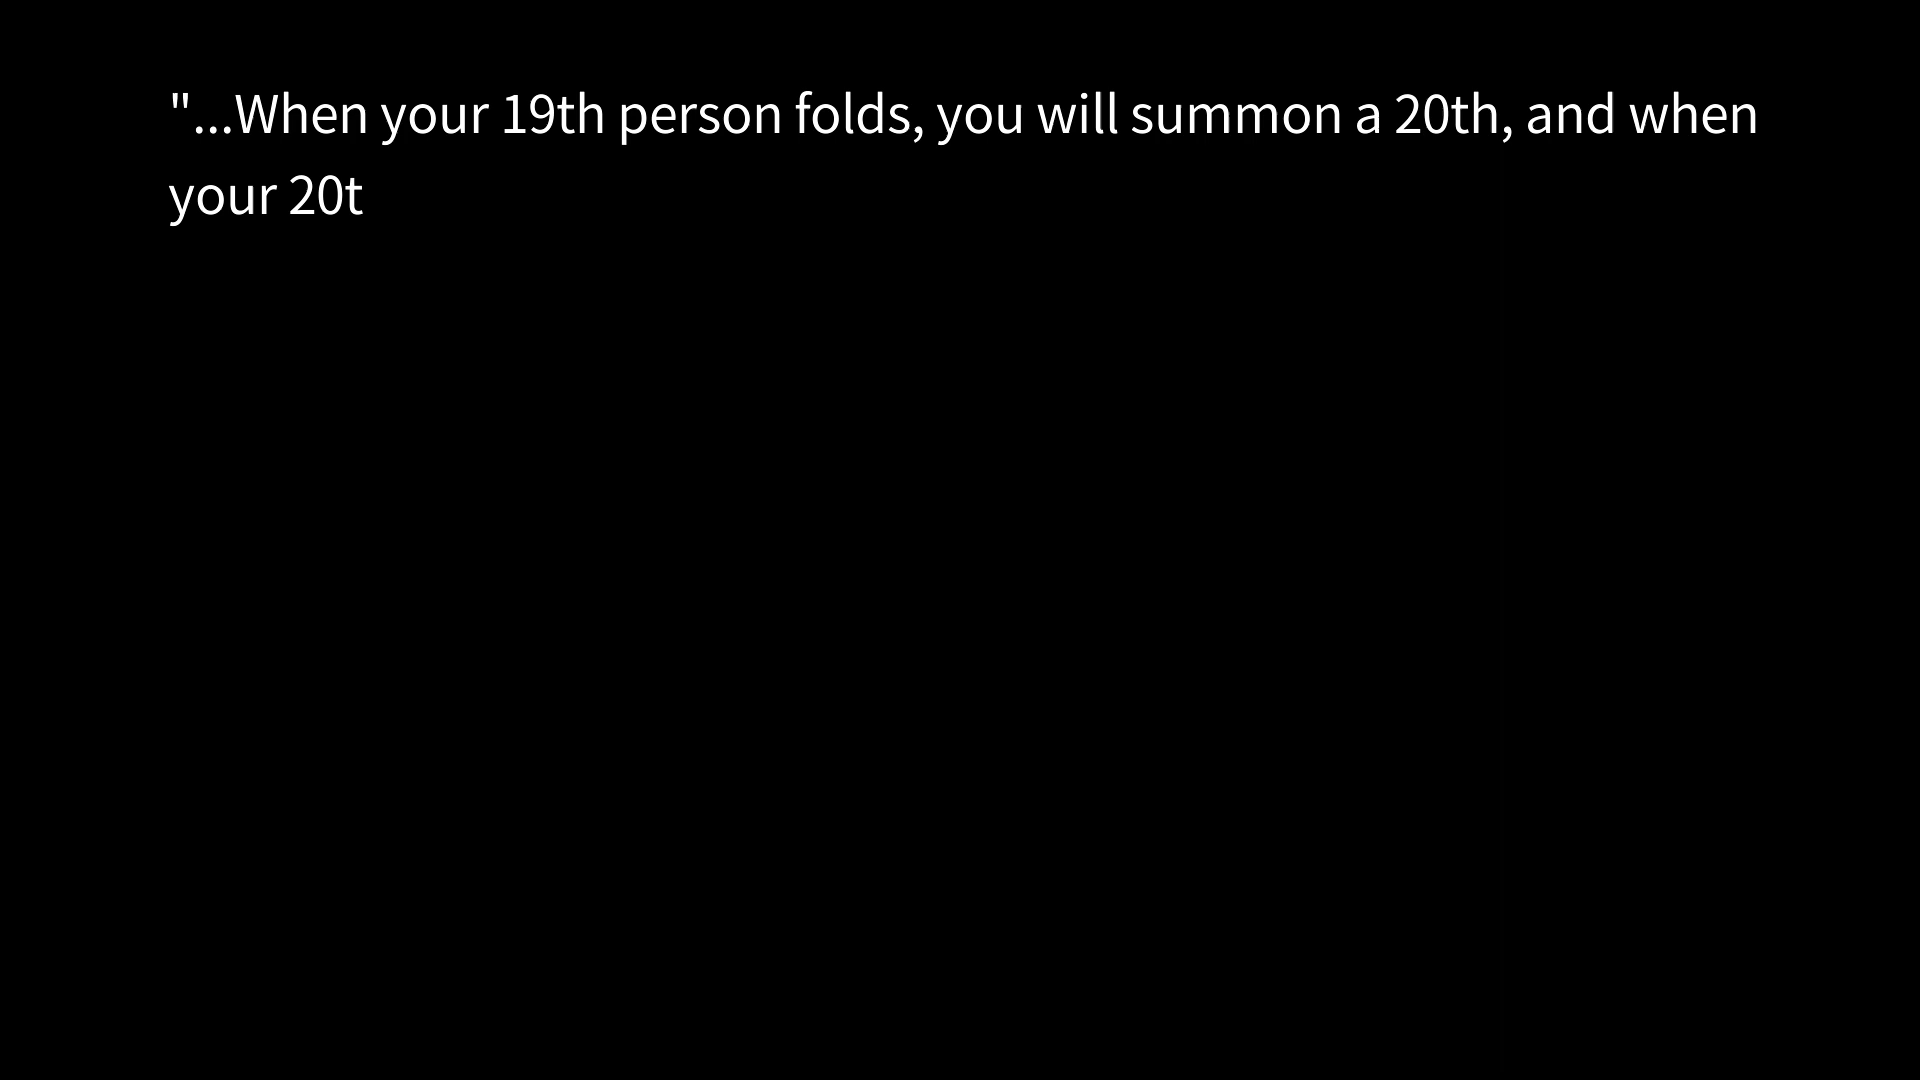 "...When your 19th person folds, you will summon a 20th, and when
your 20t